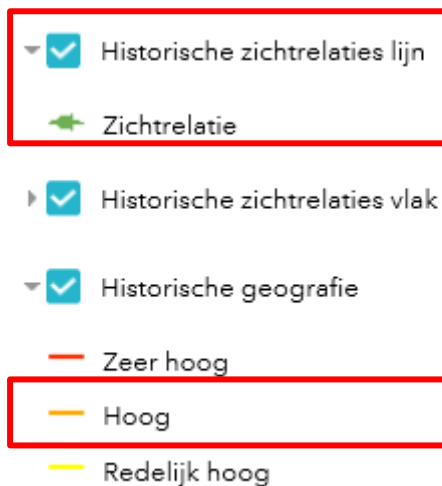 Historische zichtrelaties lijn
Zichtrelatie
Historische zichtrelaties vlak
Historische geografie
Zeer hoog
Hoog
Redelijk hoog